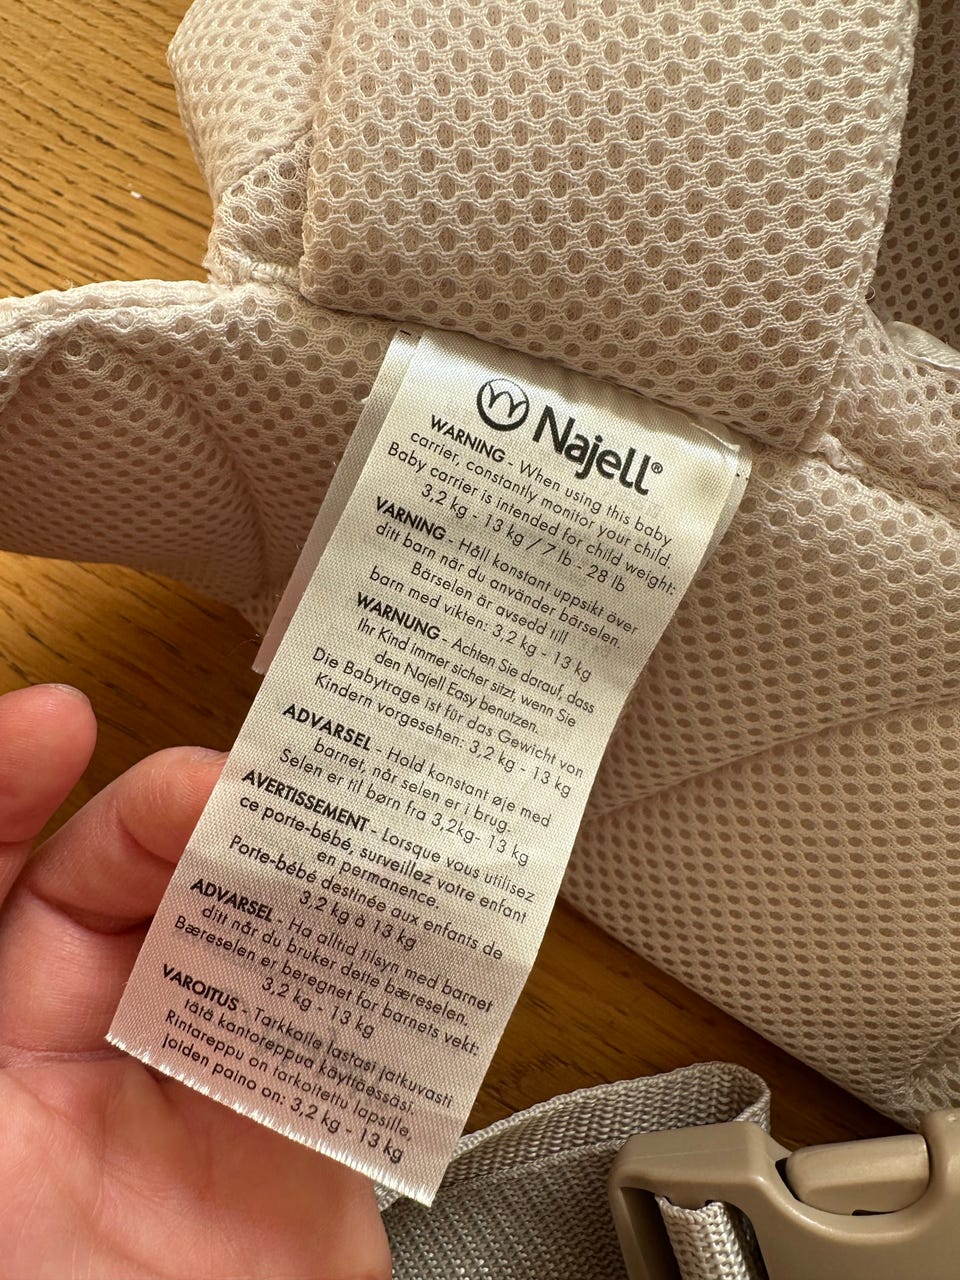 Najell®
WARNING - When using this baby
carrier, constantly monitor your child.
Baby carrier is intended for child weight:
3,2 kg - 13 kg / 7 lb - 28 lb
VARNING - Håll konstant uppsikt över
ditt barn när du använder bärselen.
Bärselen är avsedd till
barn med vikten: 3,2 kg - 13 kg
WARNUNG - Achten Sie darauf, dass
Ihr Kind immer sicher sitzt, wenn Sie
den Najell Easy benutzen.
Die Babytrage ist für das Gewicht von
Kindern vorgesehen: 3,2 kg - 13 kg
ADVARSEL - Hold konstant øje med
barnet, når selen er i brug.
Selen er til børn fra 3,2kg- 13 kg
AVERTISSEMENT - Lorsque vous utilisez
ce porte-bébé, surveillez votre enfant
en permanence.
Porte-bébé destinée aux enfants de
3,2 kg à 13 kg
ADVARSEL - Ha alltid tilsyn med barnet
ditt når du bruker dette bæreselen.
Bæreselen er beregnet for barnets vekt:
3,2 kg - 13 kg
VAROITUS - Tarkkaile lastasi jatkuvasti
tätä kantoreppua käyttäessäsi.
Rintareppu on tarkoitettu lapsille,
joiden paino on: 3,2 kg - 13 kg